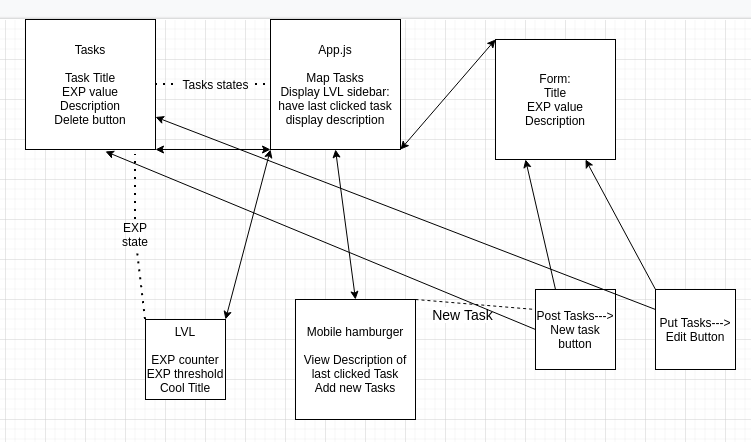 Tasks
Task Title
EXP value
Description
Delete button
Tasks states
App.js
Map Tasks
Display LVL sidebar:
have last clicked task
display description
Form:
Title
EXP value
Description
EXP
state
LVL
EXP counter
EXP threshold
Cool Title
Mobile hamburger
View Description of
last clicked Task
Add new Tasks
New Task
Post Tasks--->
New task
button
Put Tasks--->
Edit Button